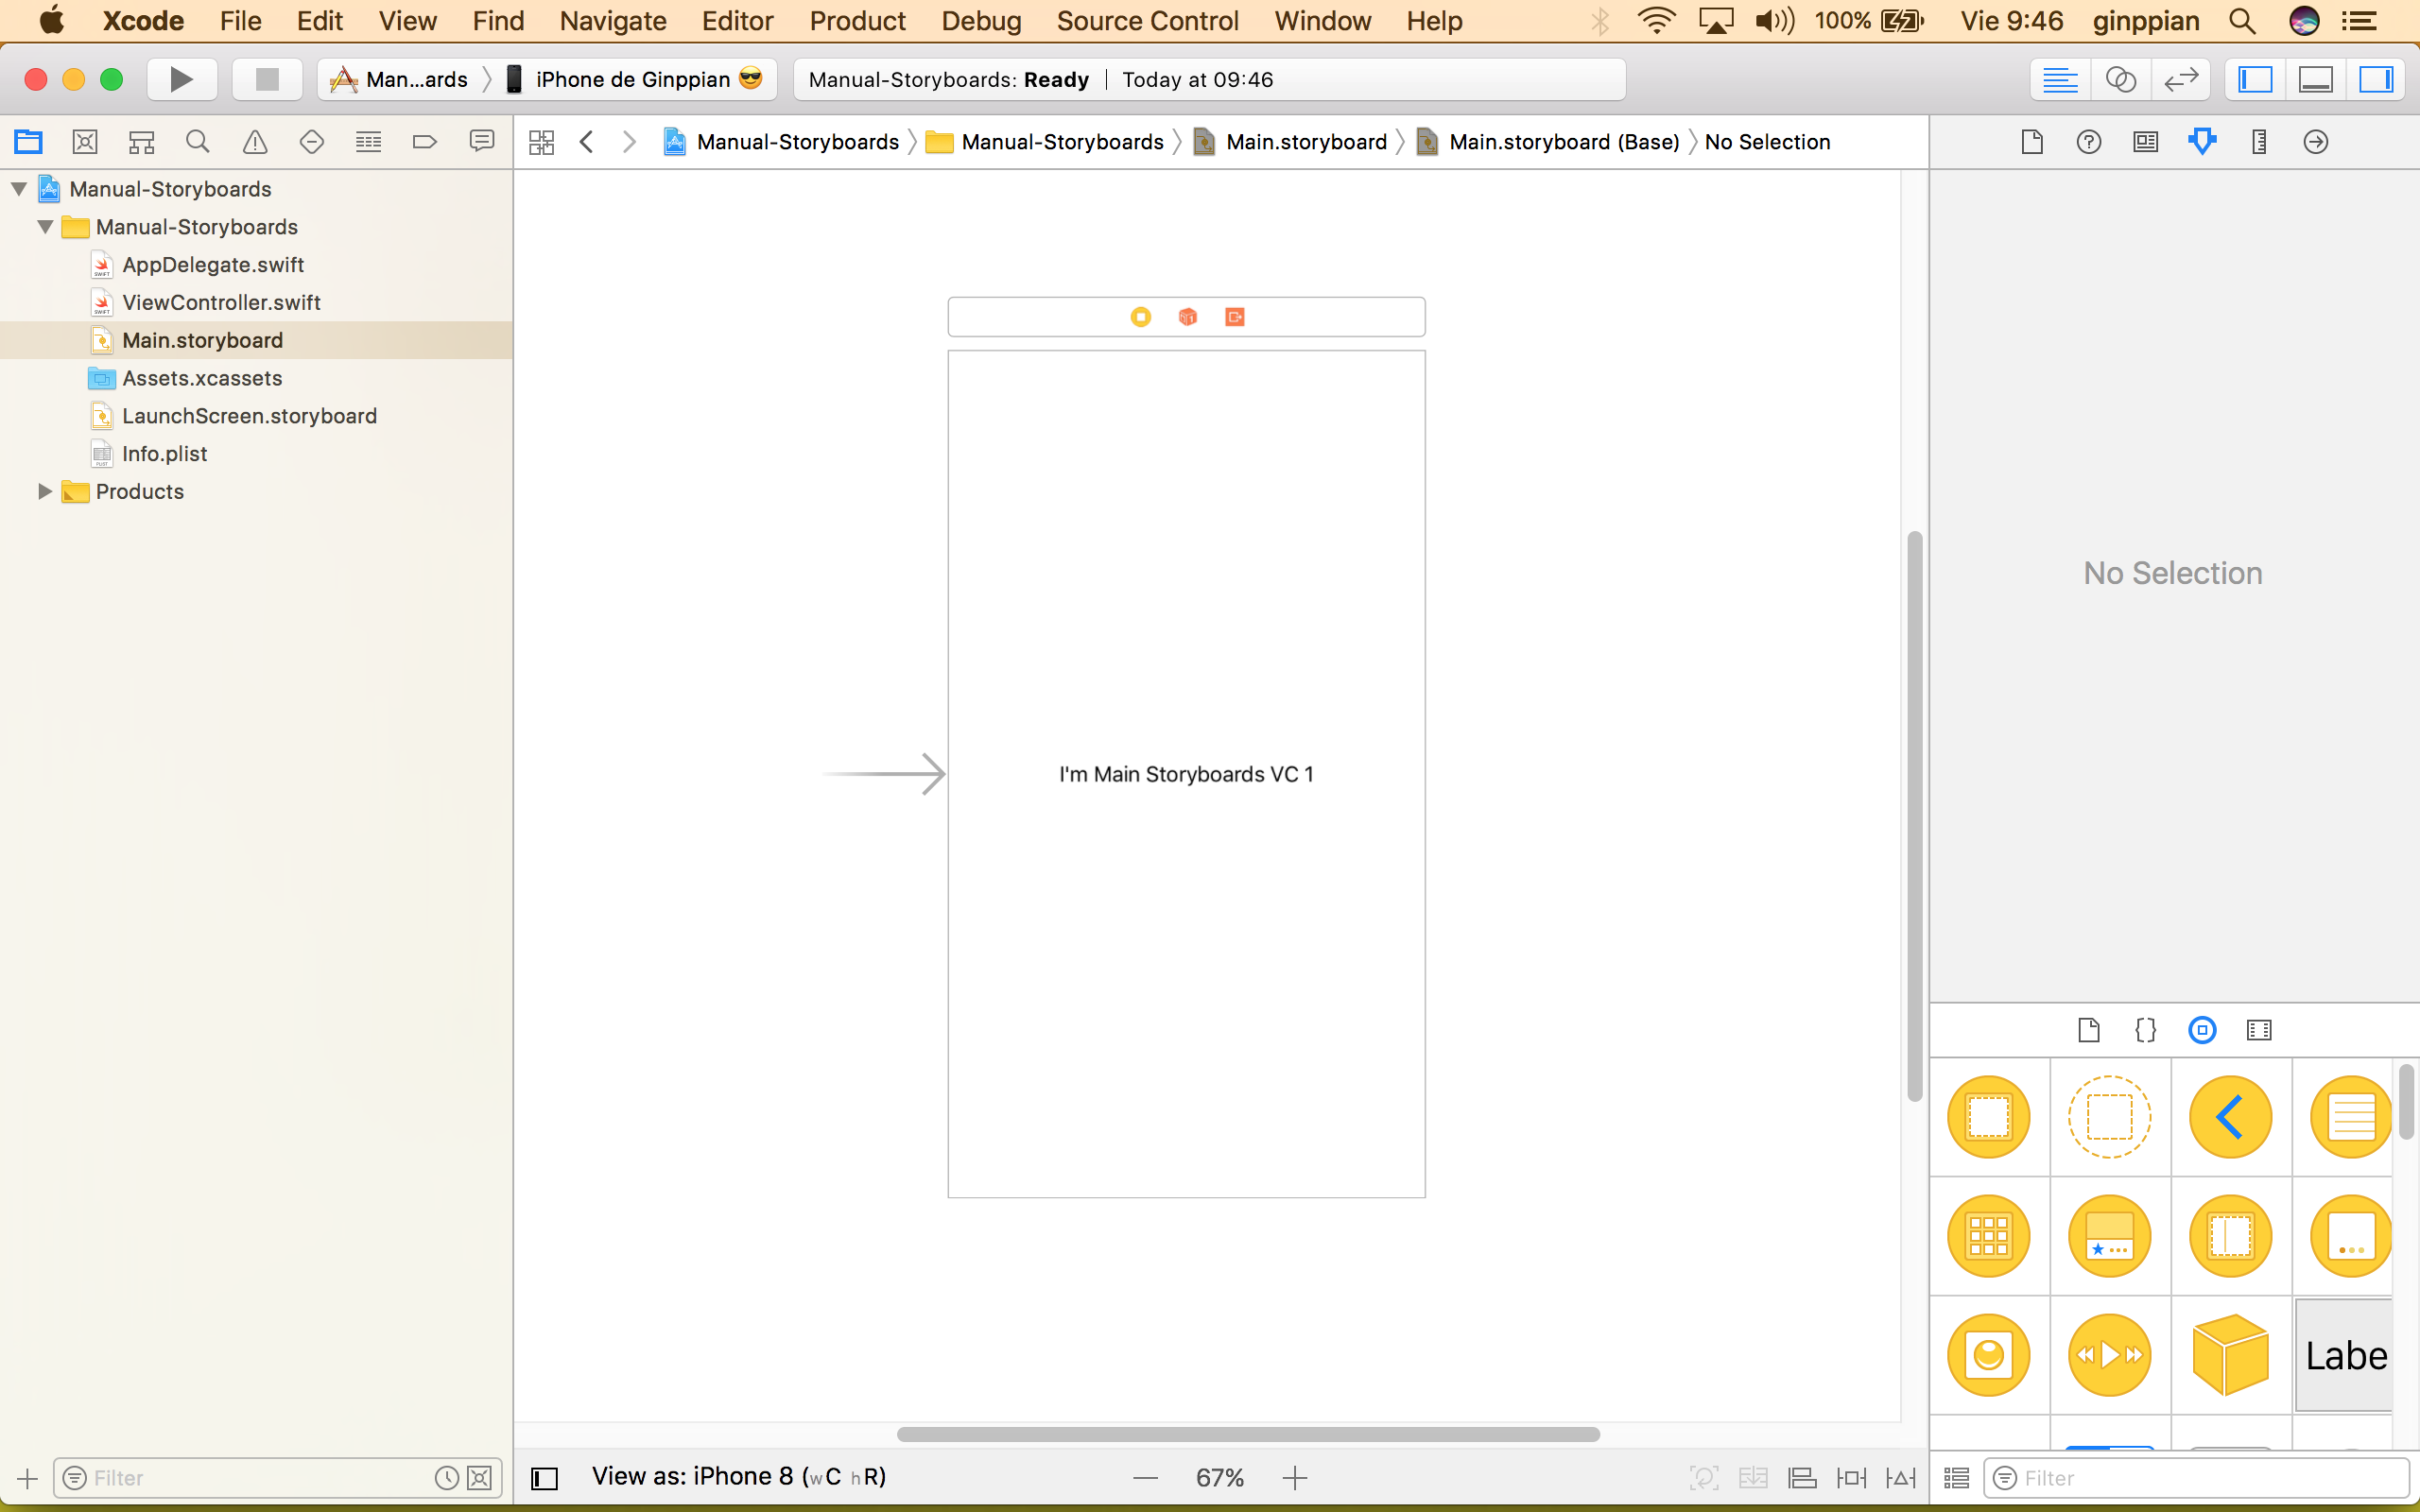 Xcode File Edit View Find Navigate Editor Product Debug Source Control Window Help 100% Vie 9:46 ginppian
Man...ards iPhone de Ginppian 😎 Manual-Storyboards: Ready | Today at 09:46
Manual-Storyboards Manual-Storyboards Main.storyboard Main.storyboard (Base) No Selection
Manual-Storyboards
Manual-Storyboards
AppDelegate.swift
ViewController.swift
Main.storyboard
Assets.xcassets
LaunchScreen.storyboard
Info.plist
Products
I'm Main Storyboards VC 1
No Selection
Labe
Filter
View as: iPhone 8 (wC hR)
67%
Filter